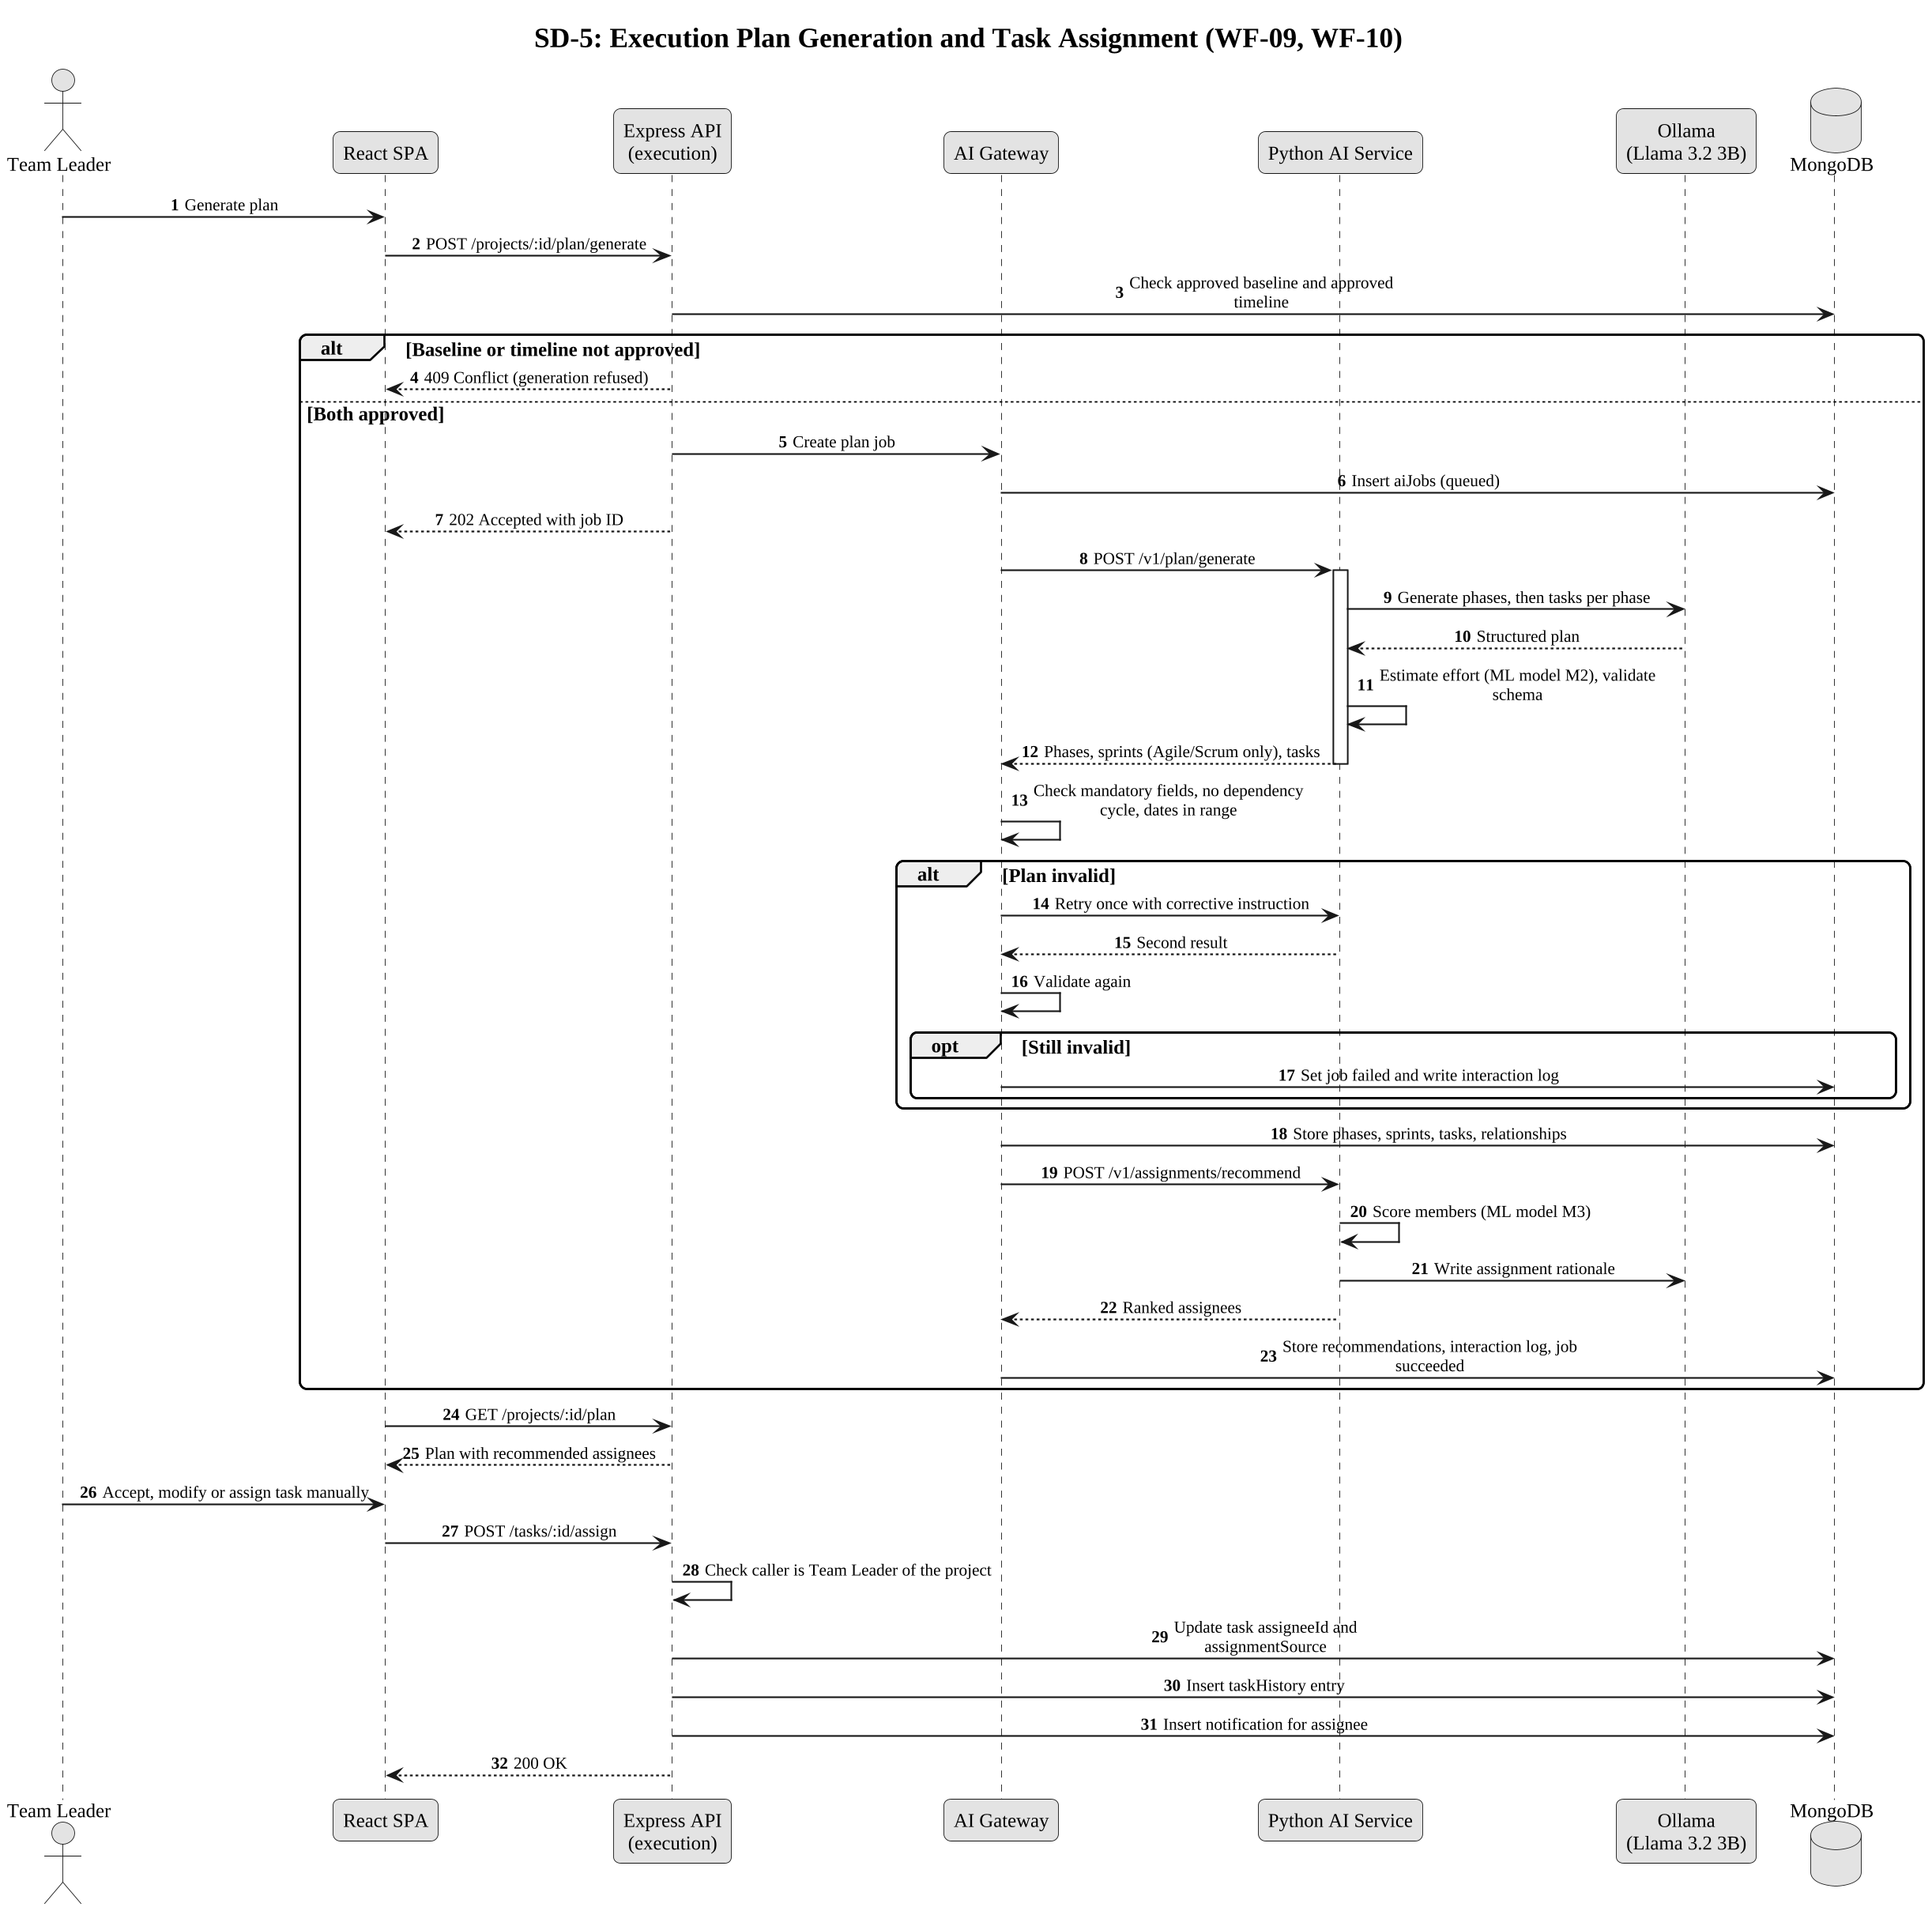 SD-5: Execution Plan Generation and Task Assignment (WF-09, WF-10)
Team Leader
React SPA
Express API
(execution)
AI Gateway
Python AI Service
Ollama
(Llama 3.2 3B)
MongoDB
1 Generate plan
2 POST /projects/:id/plan/generate
3 Check approved baseline and approved
timeline
alt [Baseline or timeline not approved]
4 409 Conflict (generation refused)
[Both approved]
5 Create plan job
6 Insert aiJobs (queued)
7 202 Accepted with job ID
8 POST /v1/plan/generate
9 Generate phases, then tasks per phase
10 Structured plan
11 Estimate effort (ML model M2), validate
schema
12 Phases, sprints (Agile/Scrum only), tasks
13 Check mandatory fields, no dependency
cycle, dates in range
alt [Plan invalid]
14 Retry once with corrective instruction
15 Second result
16 Validate again
opt [Still invalid]
17 Set job failed and write interaction log
18 Store phases, sprints, tasks, relationships
19 POST /v1/assignments/recommend
20 Score members (ML model M3)
21 Write assignment rationale
22 Ranked assignees
23 Store recommendations, interaction log, job
succeeded
24 GET /projects/:id/plan
25 Plan with recommended assignees
26 Accept, modify or assign task manually
27 POST /tasks/:id/assign
28 Check caller is Team Leader of the project
29 Update task assigneeId and
assignmentSource
30 Insert taskHistory entry
31 Insert notification for assignee
32 200 OK
Team Leader
React SPA
Express API
(execution)
AI Gateway
Python AI Service
Ollama
(Llama 3.2 3B)
MongoDB